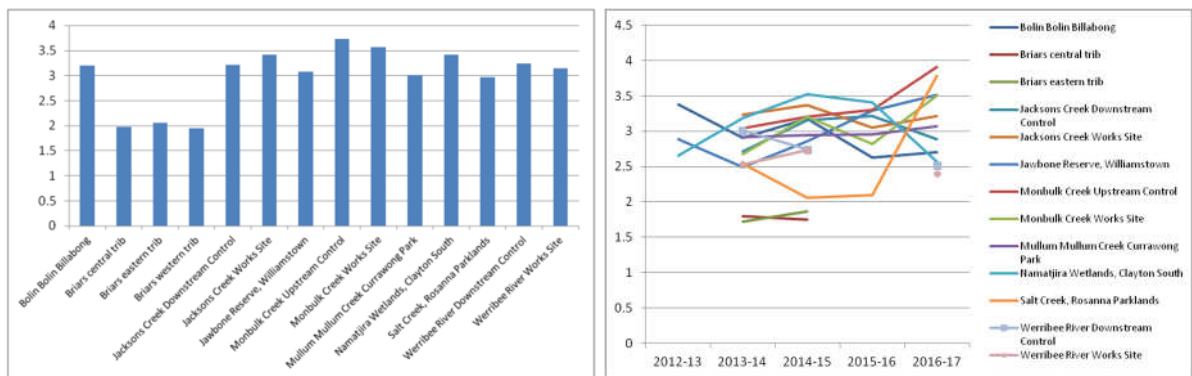 4
3.5
3
2.5
2
1.5
1
0.5
0
Bolin Bolin Billabong
Briars central trib
Briars eastern trib
Briars western trib
Jacksons Creek Downstream Control
Jacksons Creek Works Site
Jawbone Reserve, Williamstown
Monbulk Creek Upstream Control
Monbulk Creek Works Site
Mullum Mullum Creek Currawong Park
Namatjira Wetlands, Clayton South
Salt Creek, Rosanna Parklands
Werribee River Downstream Control
Werribee River Works Site
4.5
4
3.5
3
2.5
2
1.5
1
0.5
0
2012-13 2013-14 2014-15 2015-16 2016-17
Bolin Bolin Billabong
Briars central trib
Briars eastern trib
Jacksons Creek Downstream
Control
Jacksons Creek Works Site
Jawbone Reserve, Williamstown
Monbulk Creek Upstream Control
Monbulk Creek Works Site
Mullum Mullum Creek Currawong
Park
Namatjira Wetlands, Clayton South
Salt Creek, Rosanna Parklands
Werribee River Downstream
Control
Werribee River Works Site